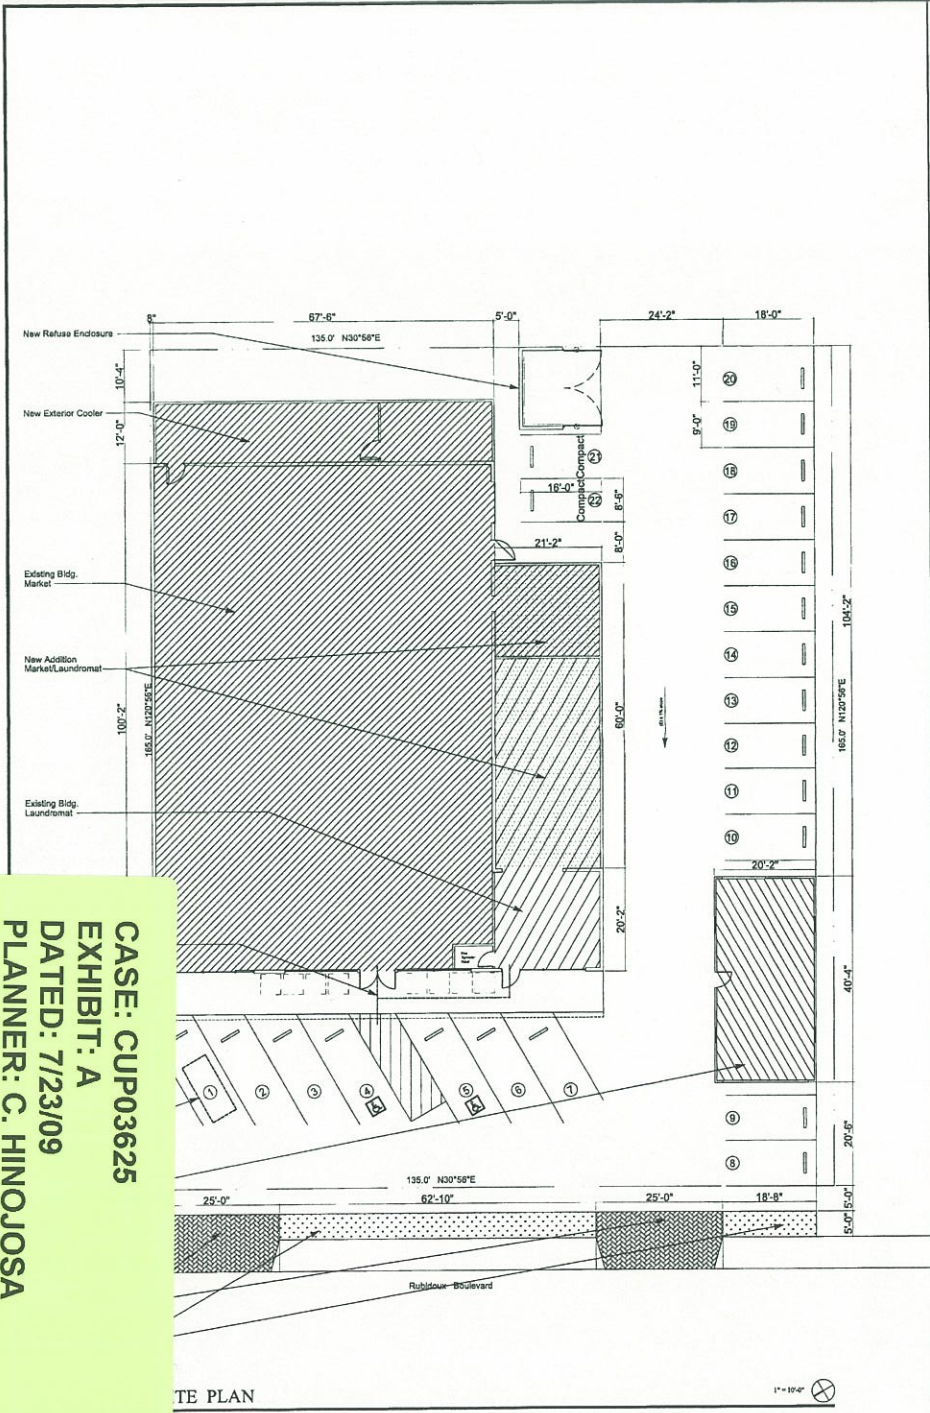 8"
67'-6"
5'-0"
24'-2"
18'-0"
New Refuse Enclosure
135.0' N30°56"E
10'-4"
11'-0"
20
New Exterior Cooler
12'-0"
9'-0"
19
Compact
21
18
16'-0"
Compact
22
8'-6"
17
21'-2"
8'-0"
16
Existing Bldg.
Market
15
104'-2"
14
New Addition
Market/Laundromat
13
100'-2"
165.0' N120°56"E
60'-0"
165.0' N120°56"E
12
11
Existing Bldg.
Laundromat
10
20'-2"
20'-2"
40'-4"
CASE: CUP03625
EXHIBIT: A
DATED: 7/23/09
PLANNER: C. HINOJOSA
1
2
3
4
5
6
7
9
20'-6"
8
135.0' N30°56"E
25'-0"
62'-10"
25'-0"
18'-8"
5'-0"
5'-0"
Rubidoux Boulevard
TE PLAN
1" = 10'-0"